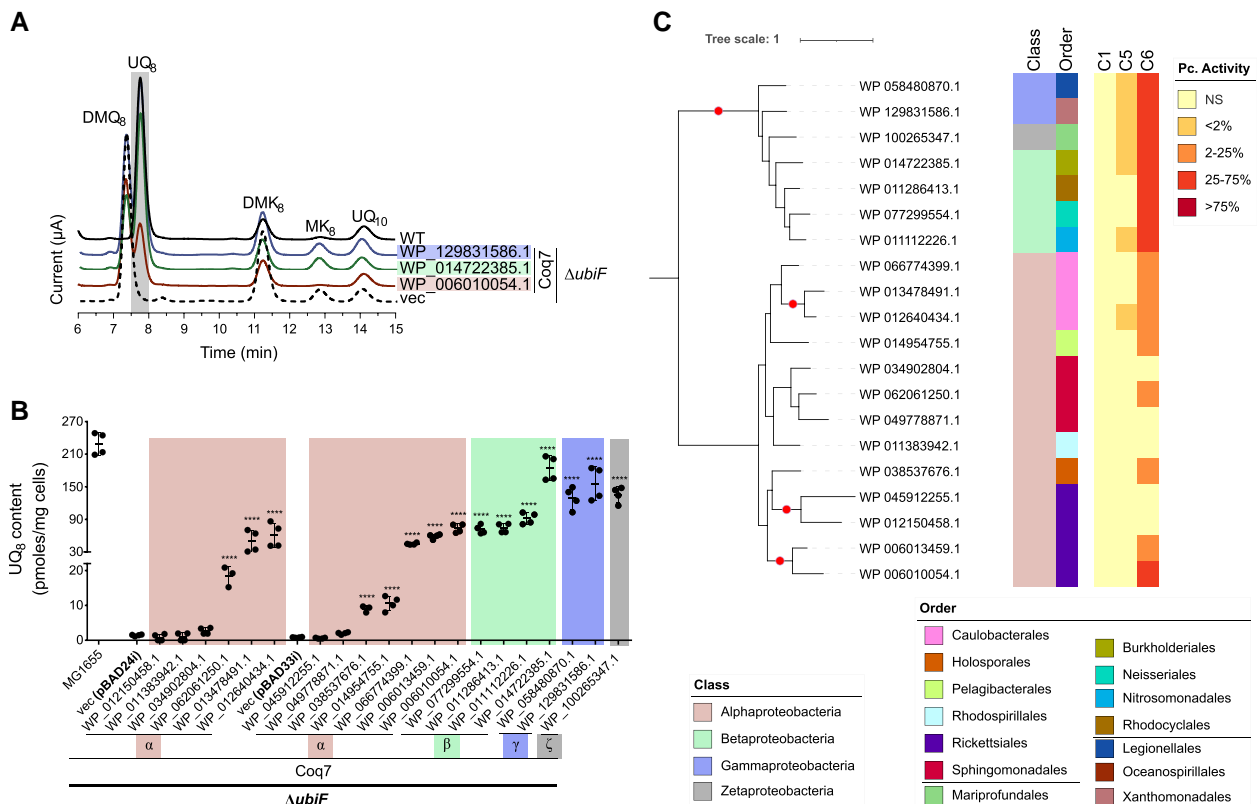 A
UQ8
DMQ8
DMK8
MK8
UQ10
WT
WP_129831586.1
WP_014722385.1
WP_006010054.1
vec
Coq7
ΔubiF
Current (µA)
6 7 8 9 10 11 12 13 14 15
Time (min)
B
UQ8 content
(pmoles/mg cells)
270
210
150
90
30
20
10
0
**** **** ****
**** **** **** **** ****
**** **** **** ****
**** ****
****
MG1655
vec (pBAD24i)
WP_012150458.1
WP_011383942.1
WP_034902804.1
WP_062061250.1
WP_013478491.1
WP_012640434.1
vec (pBAD33i)
WP_045912255.1
WP_049778871.1
WP_038537676.1
WP_014954755.1
WP_066774399.1
WP_006013459.1
WP_006010054.1
WP_077299554.1
WP_011286413.1
WP_011112226.1
WP_014722385.1
WP_058480870.1
WP_129831586.1
WP_100265347.1
α α β γ ζ
Coq7
ΔubiF
C
Tree scale: 1
Class
Order
C1
C5
C6
WP 058480870.1
WP 129831586.1
WP 100265347.1
WP 014722385.1
WP 011286413.1
WP 077299554.1
WP 011112226.1
WP 066774399.1
WP 013478491.1
WP 012640434.1
WP 014954755.1
WP 034902804.1
WP 062061250.1
WP 049778871.1
WP 011383942.1
WP 038537676.1
WP 045912255.1
WP 012150458.1
WP 006013459.1
WP 006010054.1
Pc. Activity
NS
<2%
2-25%
25-75%
>75%
Class
Alphaproteobacteria
Betaproteobacteria
Gammaproteobacteria
Zetaproteobacteria
Order
Caulobacterales
Holosporales
Pelagibacterales
Rhodospirillales
Rickettsiales
Sphingomonadales
Mariprofundales
Burkholderiales
Neisseriales
Nitrosomonadales
Rhodocyclales
Legionellales
Oceanospirillales
Xanthomonadales